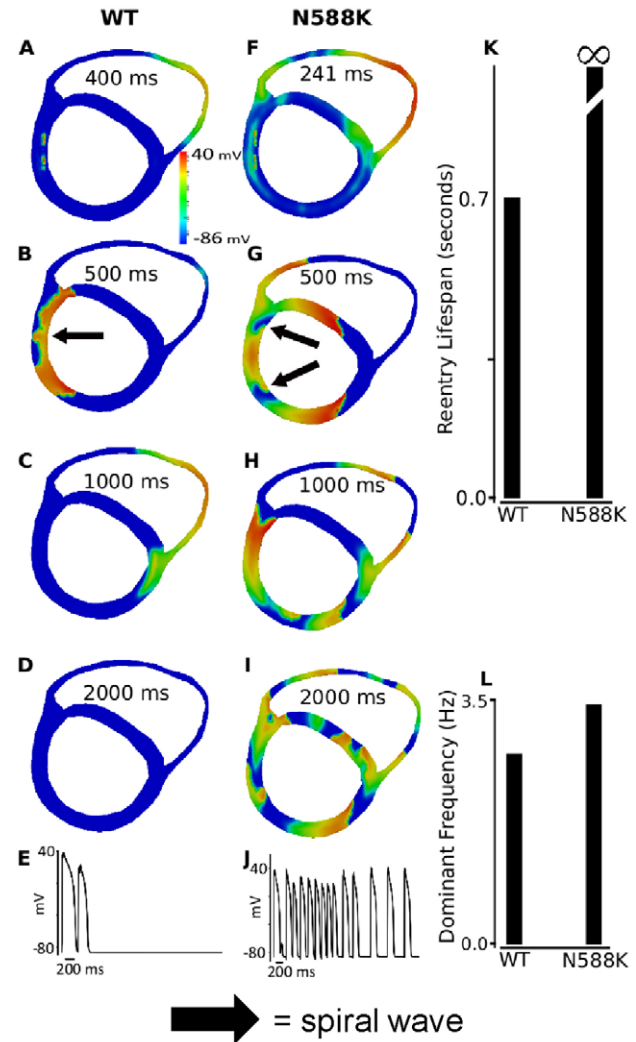 WT
N588K
A
400 ms
40 mV
-86 mV
B
500 ms
C
1000 ms
D
2000 ms
E
40
mV
-80
200 ms
F
241 ms
G
500 ms
H
1000 ms
I
2000 ms
J
40
mV
-80
200 ms
K
∞
Reentry Lifespan (seconds)
0.7
0.0
WT
N588K
L
Dominant Frequency (Hz)
3.5
0.0
WT
N588K
= spiral wave